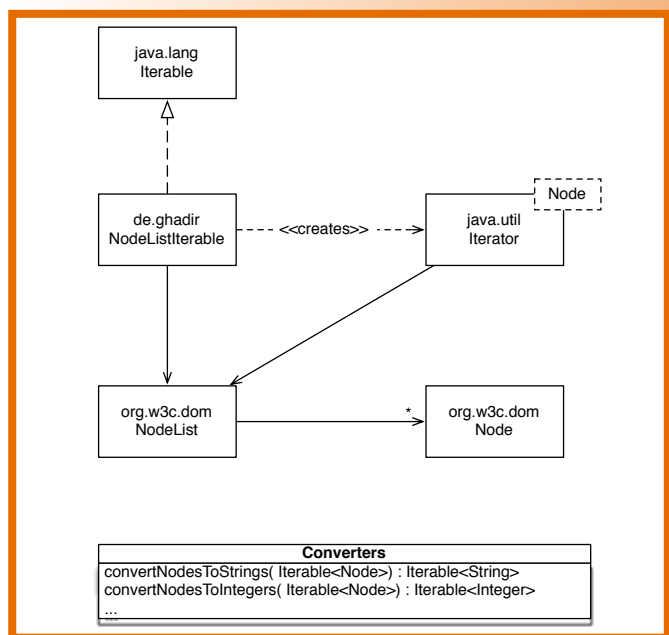 java.lang
Iterable
Node
de.ghadir
NodeListIterable
<<creates>>
java.util
Iterator
org.w3c.dom
NodeList
*
org.w3c.dom
Node
Converters
convertNodesToStrings( Iterable<Node>) : Iterable<String>
convertNodesToIntegers( Iterable<Node>) : Iterable<Integer>
...